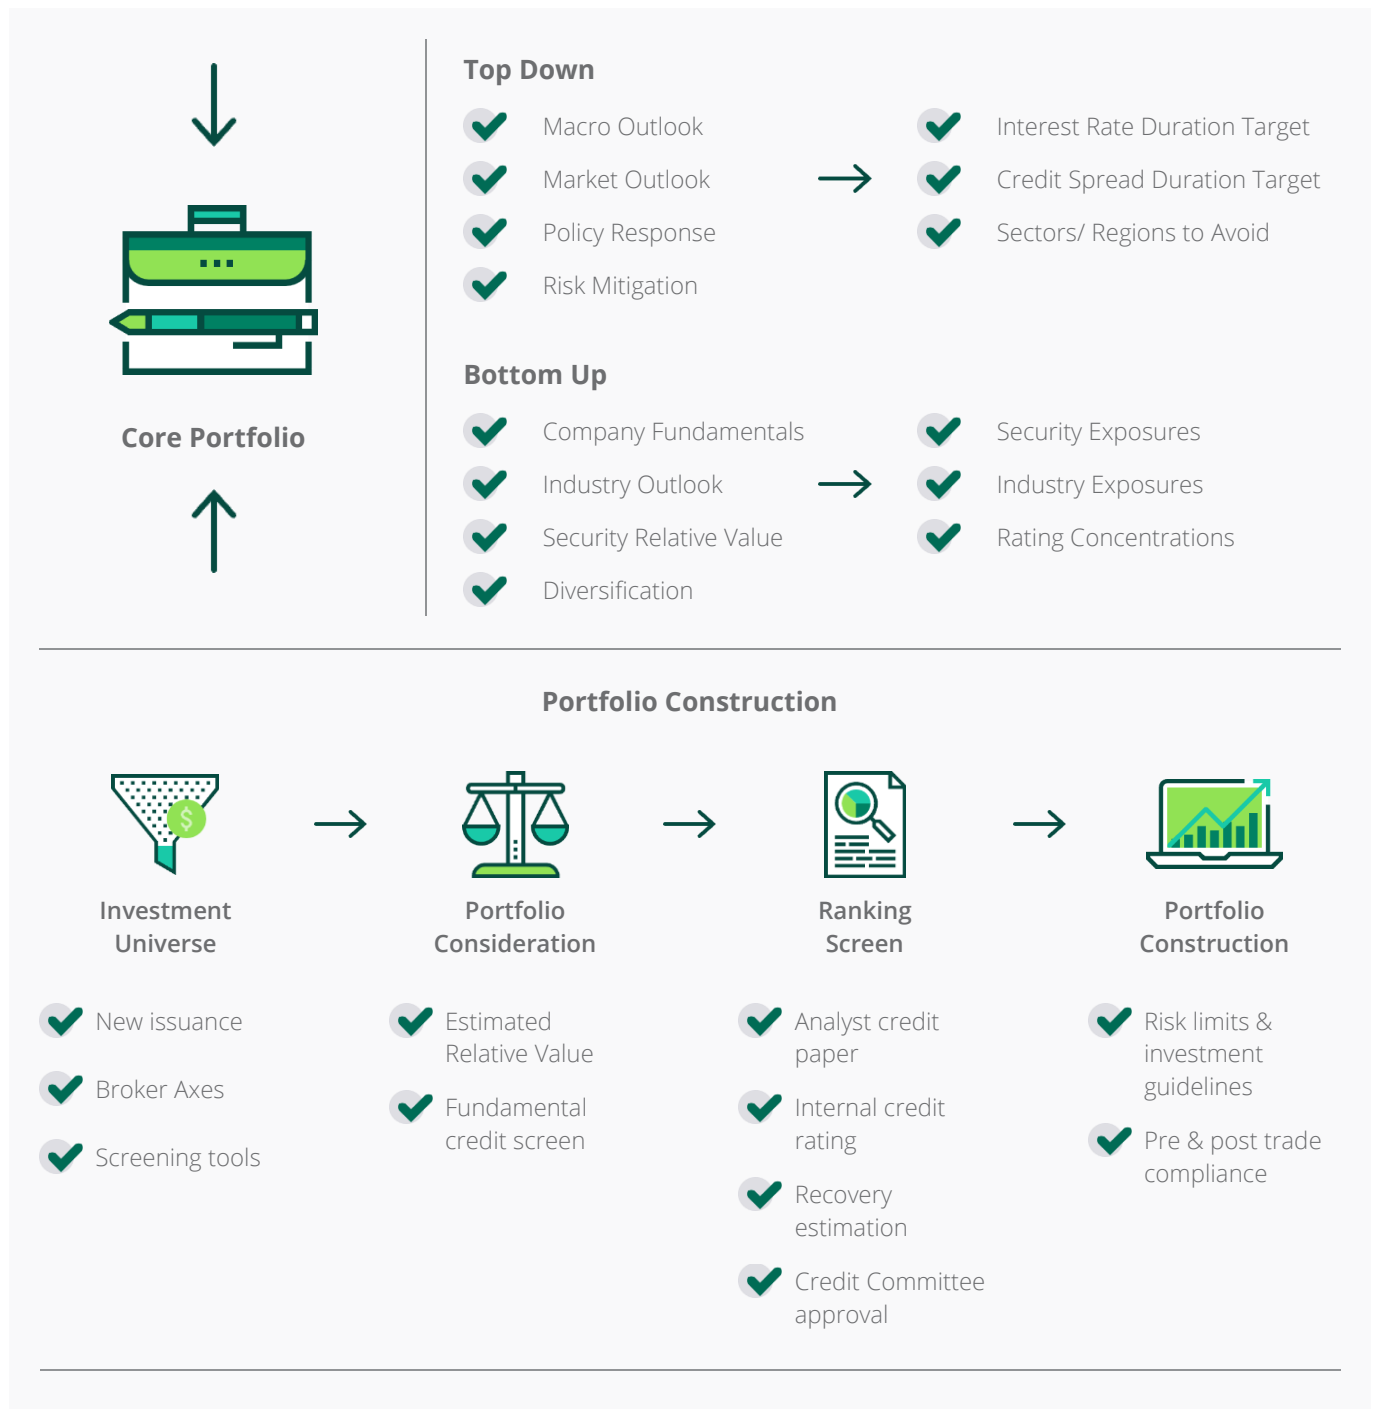 Top Down
Macro Outlook
Market Outlook
Policy Response
Risk Mitigation
Interest Rate Duration Target
Credit Spread Duration Target
Sectors/ Regions to Avoid
Core Portfolio
Bottom Up
Company Fundamentals
Industry Outlook
Security Relative Value
Diversification
Security Exposures
Industry Exposures
Rating Concentrations
Portfolio Construction
$
Investment
Universe
New issuance
Broker Axes
Screening tools
Portfolio
Consideration
Estimated
Relative Value
Fundamental
credit screen
Ranking
Screen
Analyst credit
paper
Internal credit
rating
Recovery
estimation
Credit Committee
approval
Portfolio
Construction
Risk limits &
investment
guidelines
Pre & post trade
compliance